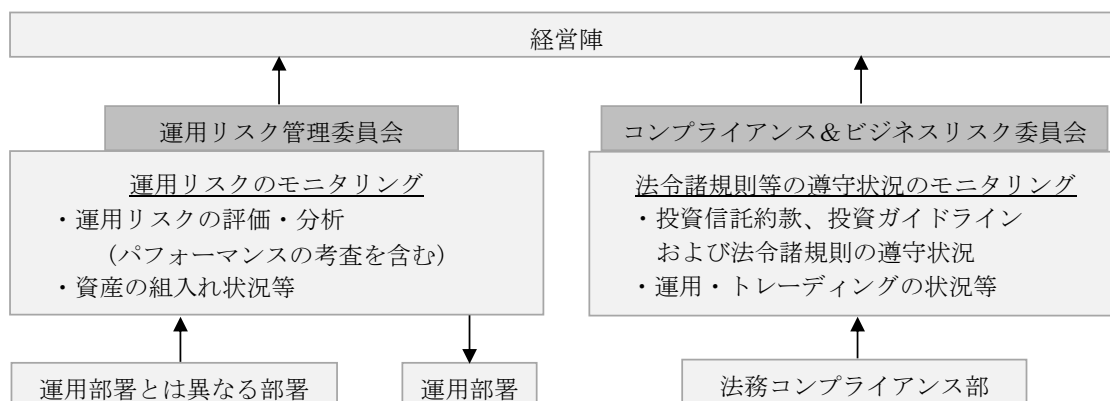 経営陣
運用リスク管理委員会
運用リスクのモニタリング
・運用リスクの評価・分析
（パフォーマンスの考査を含む）
・資産の組入れ状況等
コンプライアンス＆ビジネスリスク委員会
法令諸規則等の遵守状況のモニタリング
・投資信託約款、投資ガイドライン
および法令諸規則の遵守状況
・運用・トレーディングの状況等
運用部署とは異なる部署
運用部署
法務コンプライアンス部